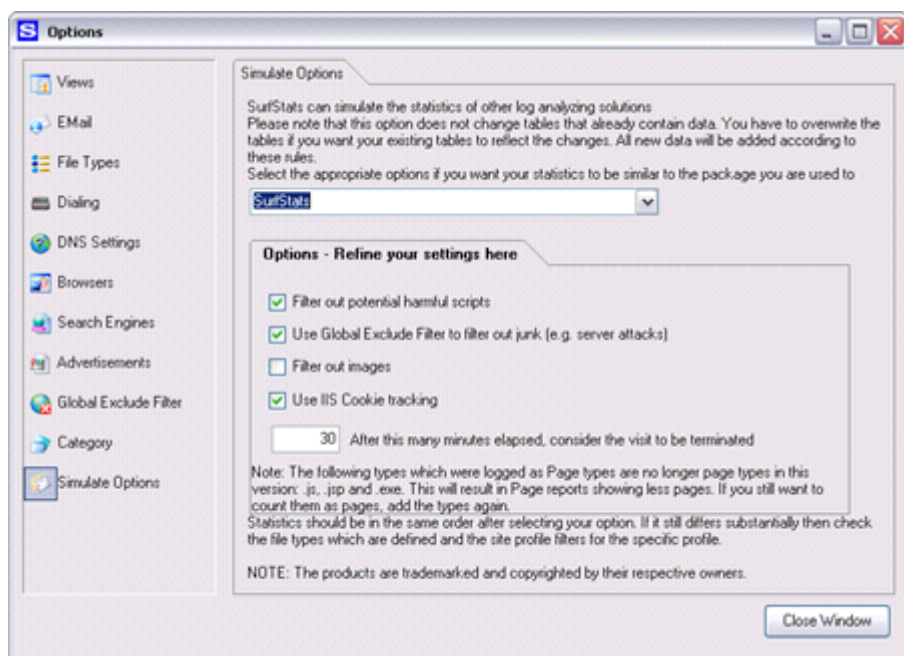 S Options
Views
EMail
File Types
Dialing
DNS Settings
Browsers
Search Engines
Advertisements
Global Exclude Filter
Category
Simulate Options
Simulate Options
SurfStats can simulate the statistics of other log analyzing solutions
Please note that this option does not change tables that already contain data. You have to overwrite the
tables if you want your existing tables to reflect the changes. All new data will be added according to
these rules.
Select the appropriate options if you want your statistics to be similar to the package you are used to
SurfStats
Options - Refine your settings here
Filter out potential harmful scripts
Use Global Exclude Filter to filter out junk (e.g. server attacks)
Filter out images
Use IIS Cookie tracking
30 After this many minutes elapsed, consider the visit to be terminated
Note: The following types which were logged as Page types are no longer page types in this
version: .js, .jsp and .exe. This will result in Page reports showing less pages. If you still want to
count them as pages, add the types again.
Statistics should be in the same order after selecting your option. If it still differs substantially then check
the file types which are defined and the site profile filters for the specific profile.
NOTE: The products are trademarked and copyrighted by their respective owners.
Close Window